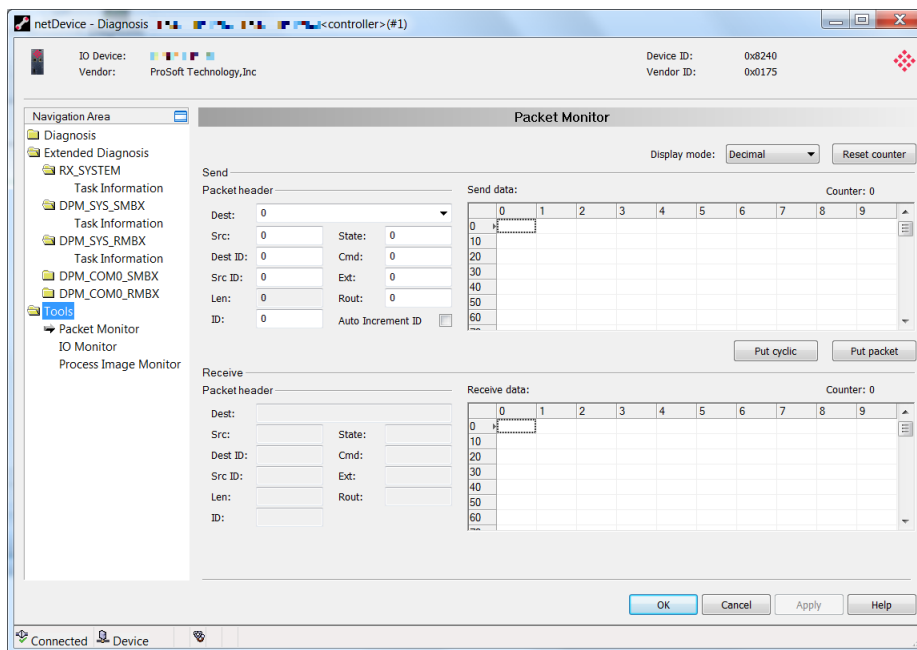 netDevice - Diagnosis <controller>(#1)
IO Device:
Device ID: 0x8240
Vendor: ProSoft Technology,Inc
Vendor ID: 0x0175
Navigation Area
Diagnosis
Extended Diagnosis
RX_SYSTEM
Task Information
DPM_SYS_SMBX
Task Information
DPM_SYS_RMBX
Task Information
DPM_COM0_SMBX
DPM_COM0_RMBX
Tools
Packet Monitor
IO Monitor
Process Image Monitor
Packet Monitor
Display mode: Decimal Reset counter
Send
Packet header
Dest: 0
Src: 0 State: 0
Dest ID: 0 Cmd: 0
Src ID: 0 Ext: 0
Len: 0 Rout: 0
ID: 0 Auto Increment ID
Send data: Counter: 0
0 1 2 3 4 5 6 7 8 9
0
10
20
30
40
50
60
Put cyclic Put packet
Receive
Packet header
Dest:
Src: State:
Dest ID: Cmd:
Src ID: Ext:
Len: Rout:
ID:
Receive data: Counter: 0
0 1 2 3 4 5 6 7 8 9
0
10
20
30
40
50
60
OK Cancel Apply Help
Connected Device